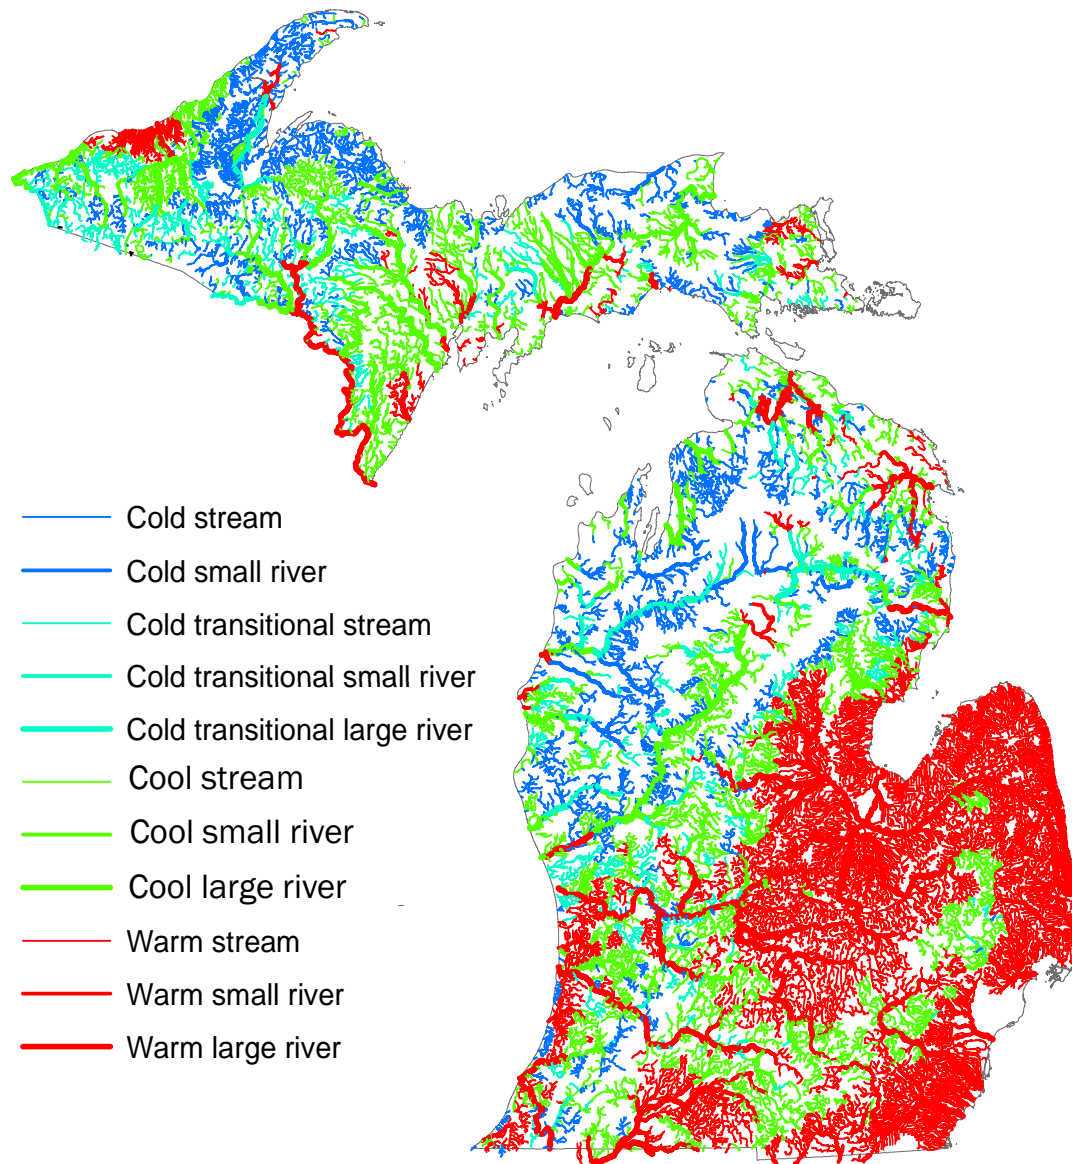 Cold stream
Cold small river
Cold transitional stream
Cold transitional small river
Cold transitional large river
Cool stream
Cool small river
Cool large river
Warm stream
Warm small river
Warm large river